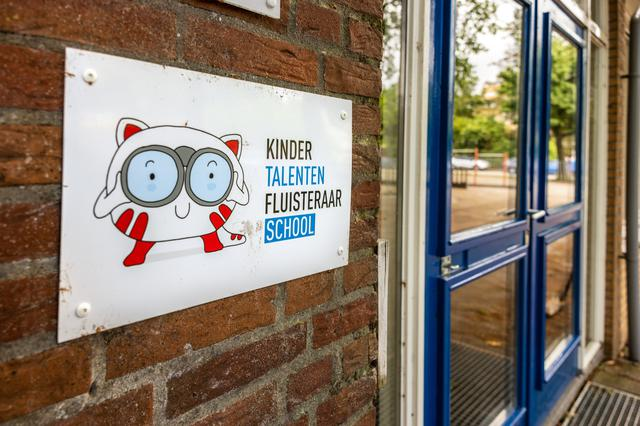 KINDER
TALENTEN
FLUISTERAAR
SCHOOL